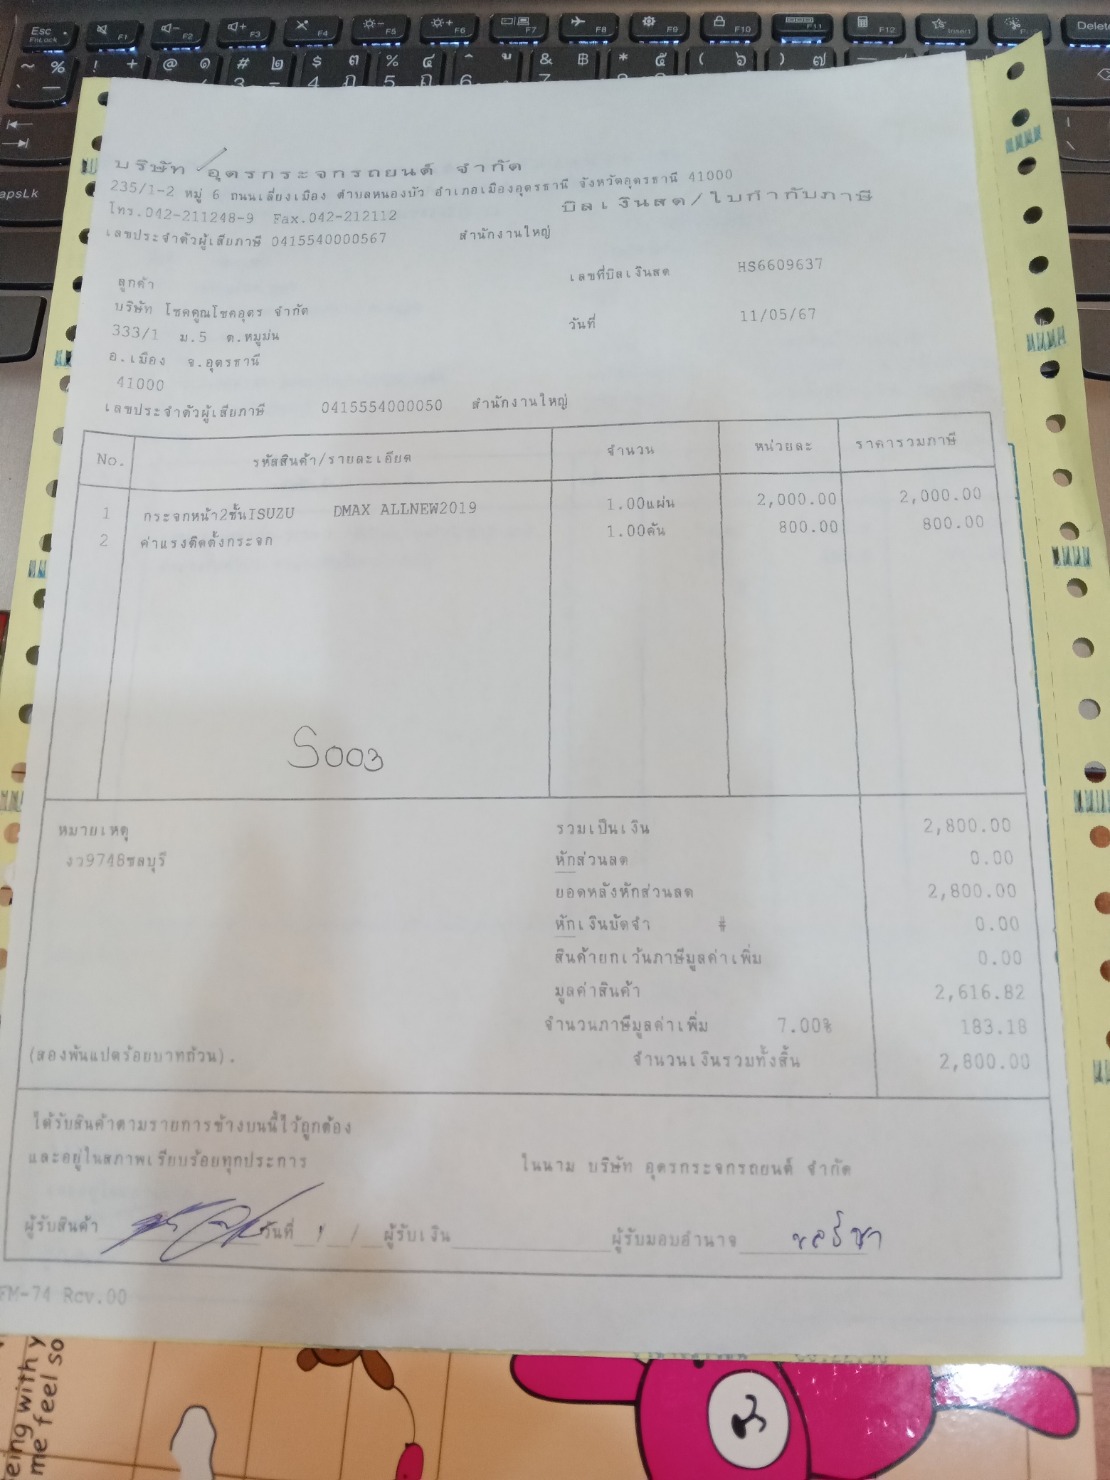 บริษัท อุดรกระจกรถยนต์ จำกัด
235/1-2 หมู่ 6 ถนนเลี่ยงเมือง ตำบลหนองบัว อำเภอเมืองอุดรธานี จังหวัดอุดรธานี 41000
โทร.042-211248-9 Fax.042-212112
บิลเงินสด/ใบกำกับภาษี
เลขประจำตัวผู้เสียภาษี 0415540000567 สำนักงานใหญ่
ลูกค้า
เลขที่บิลเงินสด HS6609637
บริษัท โชคคูณโชคอุดร จำกัด
วันที่ 11/05/67
333/1 ม.5 ต.หมูม่น
อ.เมือง จ.อุดรธานี
41000
เลขประจำตัวผู้เสียภาษี 0415554000050 สำนักงานใหญ่
No. รหัสสินค้า/รายละเอียด จำนวน หน่วยละ ราคารวมภาษี
1 กระจกหน้า2ชั้นISUZU DMAX ALLNEW2019 1.00แผ่น 2,000.00 2,000.00
2 ค่าแรงติดตั้งกระจก 1.00คัน 800.00 800.00
S003
หมายเหตุ
งว9748ชลบุรี
รวมเป็นเงิน 2,800.00
หักส่วนลด 0.00
ยอดหลังหักส่วนลด 2,800.00
หักเงินมัดจำ # 0.00
สินค้ายกเว้นภาษีมูลค่าเพิ่ม 0.00
มูลค่าสินค้า 2,616.82
จำนวนภาษีมูลค่าเพิ่ม 7.00% 183.18
(สองพันแปดร้อยบาทถ้วน). จำนวนเงินรวมทั้งสิ้น 2,800.00
ได้รับสินค้าตามรายการข้างบนนี้ไว้ถูกต้อง
และอยู่ในสภาพเรียบร้อยทุกประการ
ในนาม บริษัท อุดรกระจกรถยนต์ จำกัด
ผู้รับสินค้า วันที่ / / ผู้รับเงิน ผู้รับมอบอำนาจ
FM-74 Rev.00
eing with y
me feel so